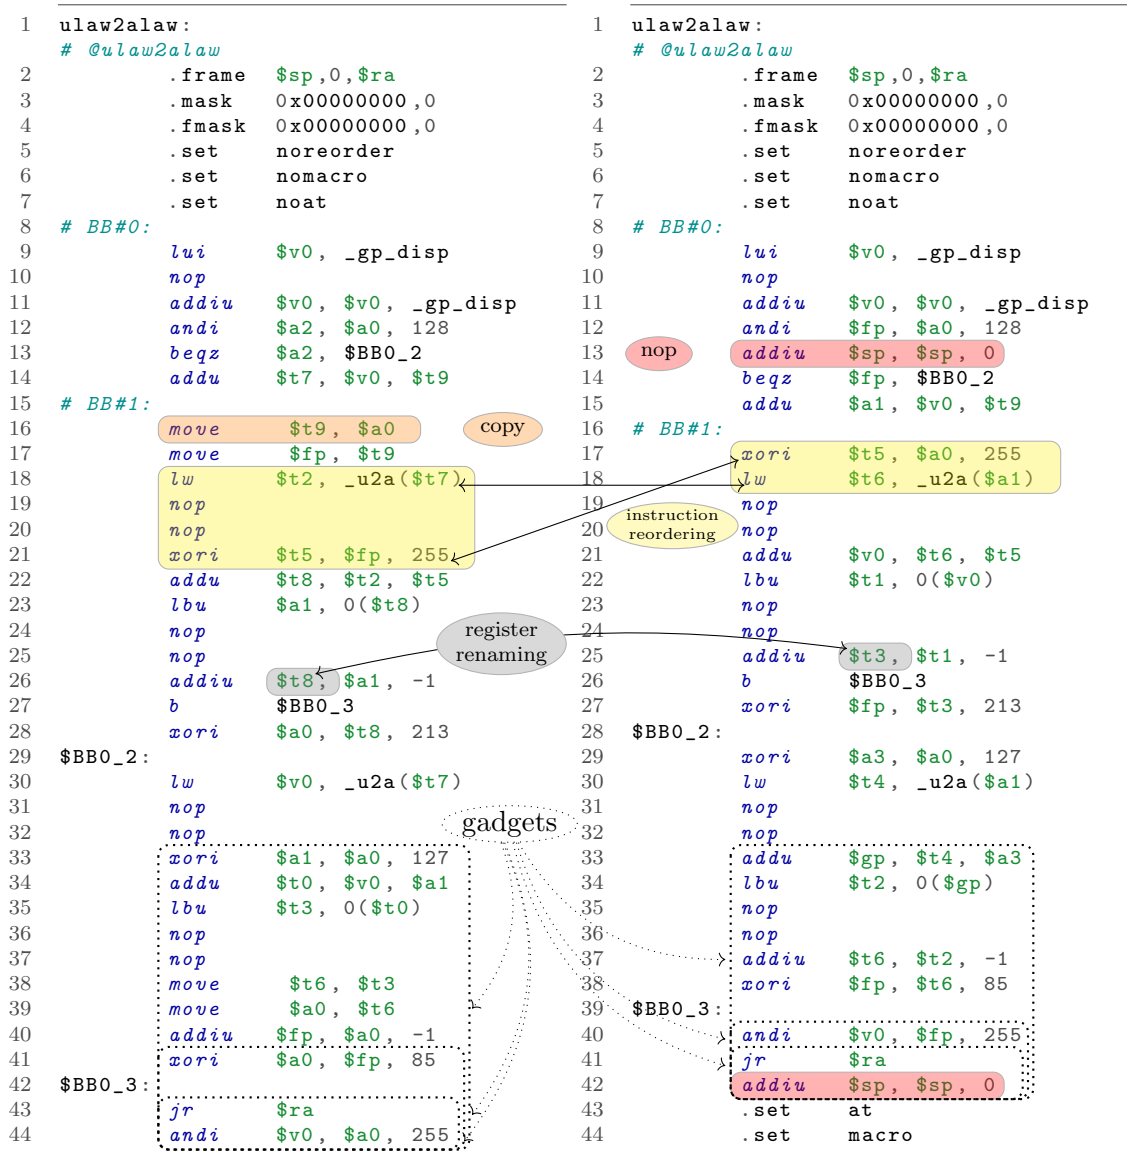 1 ulaw2alaw:
# @ulaw2alaw
2 .frame $sp,0,$ra
3 .mask 0x00000000,0
4 .fmask 0x00000000,0
5 .set noreorder
6 .set nomacro
7 .set noat
8 # BB#0:
9 lui $v0, _gp_disp
10 nop
11 addiu $v0, $v0, _gp_disp
12 andi $a2, $a0, 128
13 beqz $a2, $BB0_2
14 addu $t7, $v0, $t9
15 # BB#1:
16 move $t9, $a0
copy
17 move $fp, $t9
18 lw $t2, _u2a($t7)
19 nop
20 nop
21 xori $t5, $fp, 255
22 addu $t8, $t2, $t5
23 lbu $a1, 0($t8)
24 nop
25 nop
26 addiu $t8, $a1, -1
27 b $BB0_3
28 xori $a0, $t8, 213
29 $BB0_2:
30 lw $v0, _u2a($t7)
31 nop
32 nop
33 xori $a1, $a0, 127
34 addu $t0, $v0, $a1
35 lbu $t3, 0($t0)
36 nop
37 nop
38 move $t6, $t3
39 move $a0, $t6
40 addiu $fp, $a0, -1
41 xori $a0, $fp, 85
42 $BB0_3:
43 jr $ra
44 andi $v0, $a0, 255
instruction
reordering
register
renaming
gadgets
1 ulaw2alaw:
# @ulaw2alaw
2 .frame $sp,0,$ra
3 .mask 0x00000000,0
4 .fmask 0x00000000,0
5 .set noreorder
6 .set nomacro
7 .set noat
8 # BB#0:
9 lui $v0, _gp_disp
10 nop
11 addiu $v0, $v0, _gp_disp
12 andi $fp, $a0, 128
13 nop addiu $sp, $sp, 0
14 beqz $fp, $BB0_2
15 addu $a1, $v0, $t9
16 # BB#1:
17 xori $t5, $a0, 255
18 lw $t6, _u2a($a1)
19 nop
20 nop
21 addu $v0, $t6, $t5
22 lbu $t1, 0($v0)
23 nop
24 nop
25 addiu $t3, $t1, -1
26 b $BB0_3
27 xori $fp, $t3, 213
28 $BB0_2:
29 xori $a3, $a0, 127
30 lw $t4, _u2a($a1)
31 nop
32 nop
33 addu $gp, $t4, $a3
34 lbu $t2, 0($gp)
35 nop
36 nop
37 addiu $t6, $t2, -1
38 xori $fp, $t6, 85
39 $BB0_3:
40 andi $v0, $fp, 255
41 jr $ra
42 addiu $sp, $sp, 0
43 .set at
44 .set macro